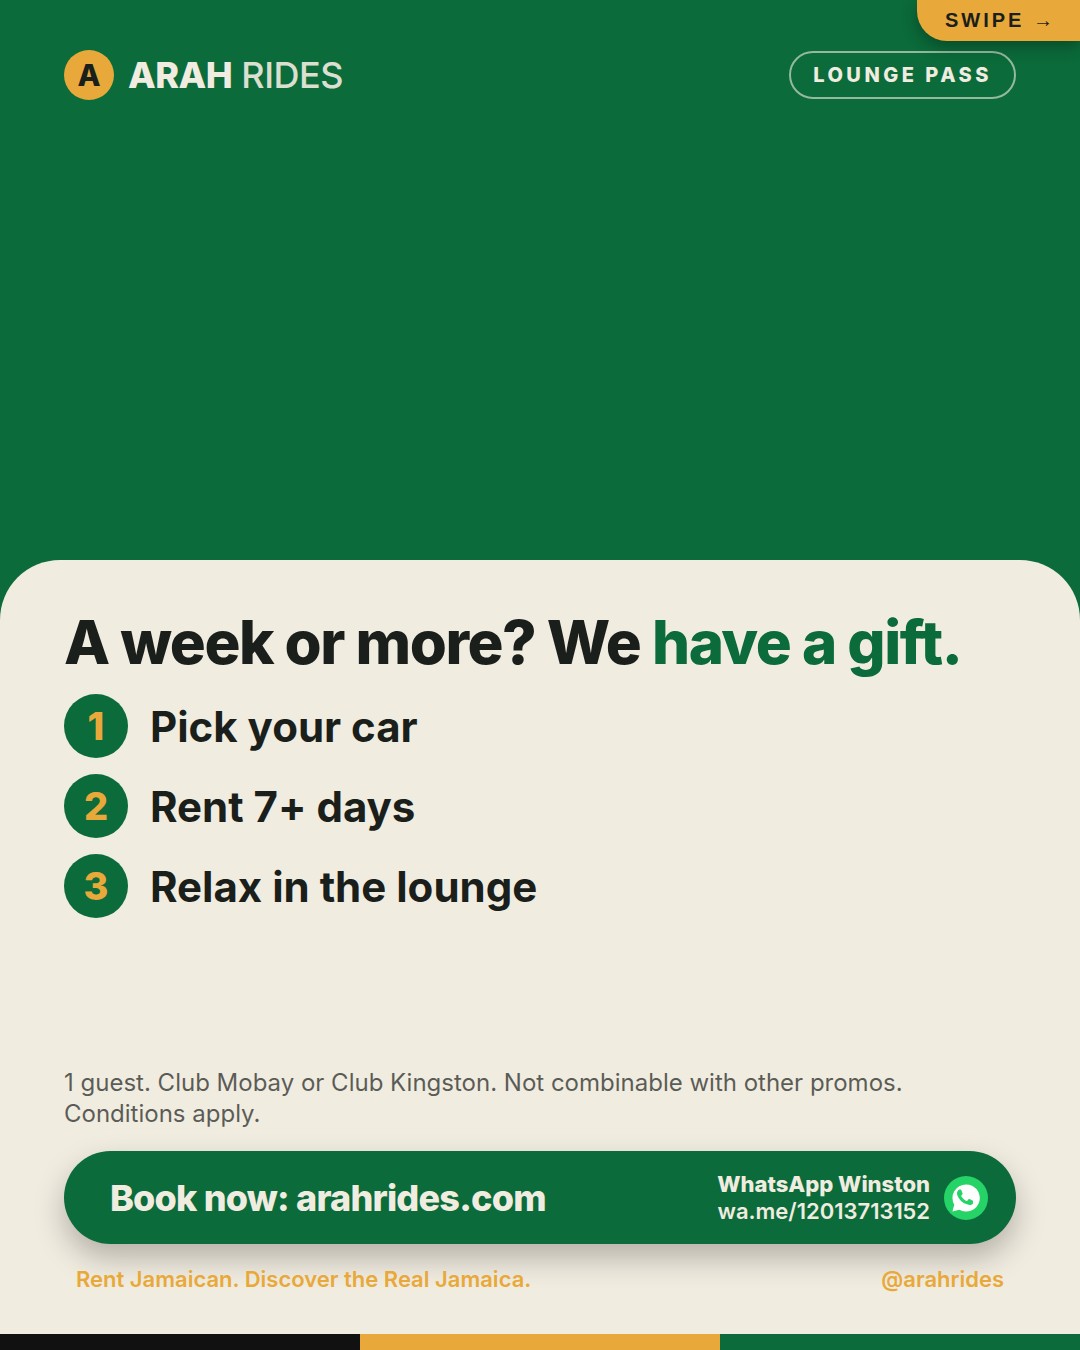 SWIPE →
A ARAH RIDES
LOUNGE PASS
A week or more? We have a gift.
1 Pick your car
2 Rent 7+ days
3 Relax in the lounge
1 guest. Club Mobay or Club Kingston. Not combinable with other promos.
Conditions apply.
Book now: arahrides.com
WhatsApp Winston
wa.me/12013713152
Rent Jamaican. Discover the Real Jamaica.
@arahrides